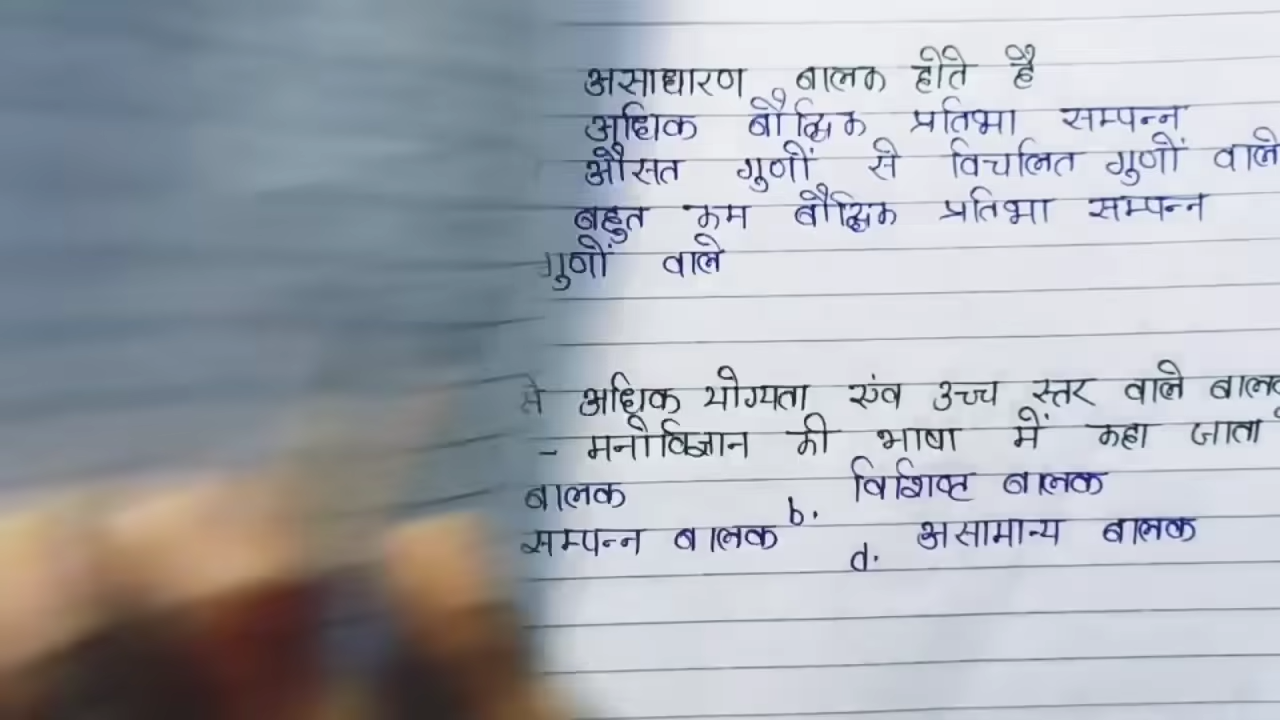 असाधारण बालक होते है
अधिक बौद्धिक प्रतिभा सम्पन्न
औसत गुणों से विचलित गुणों वाले
बहुत कम बौद्धिक प्रतिभा सम्पन्न
गुणों वाले
से अधिक योग्यता एंव उच्च स्तर वाले बालक
- मनोविज्ञान की भाषा में कहा जाता
बालक b. विशिष्ट बालक
सम्पन्न बालक d. असामान्य बालक